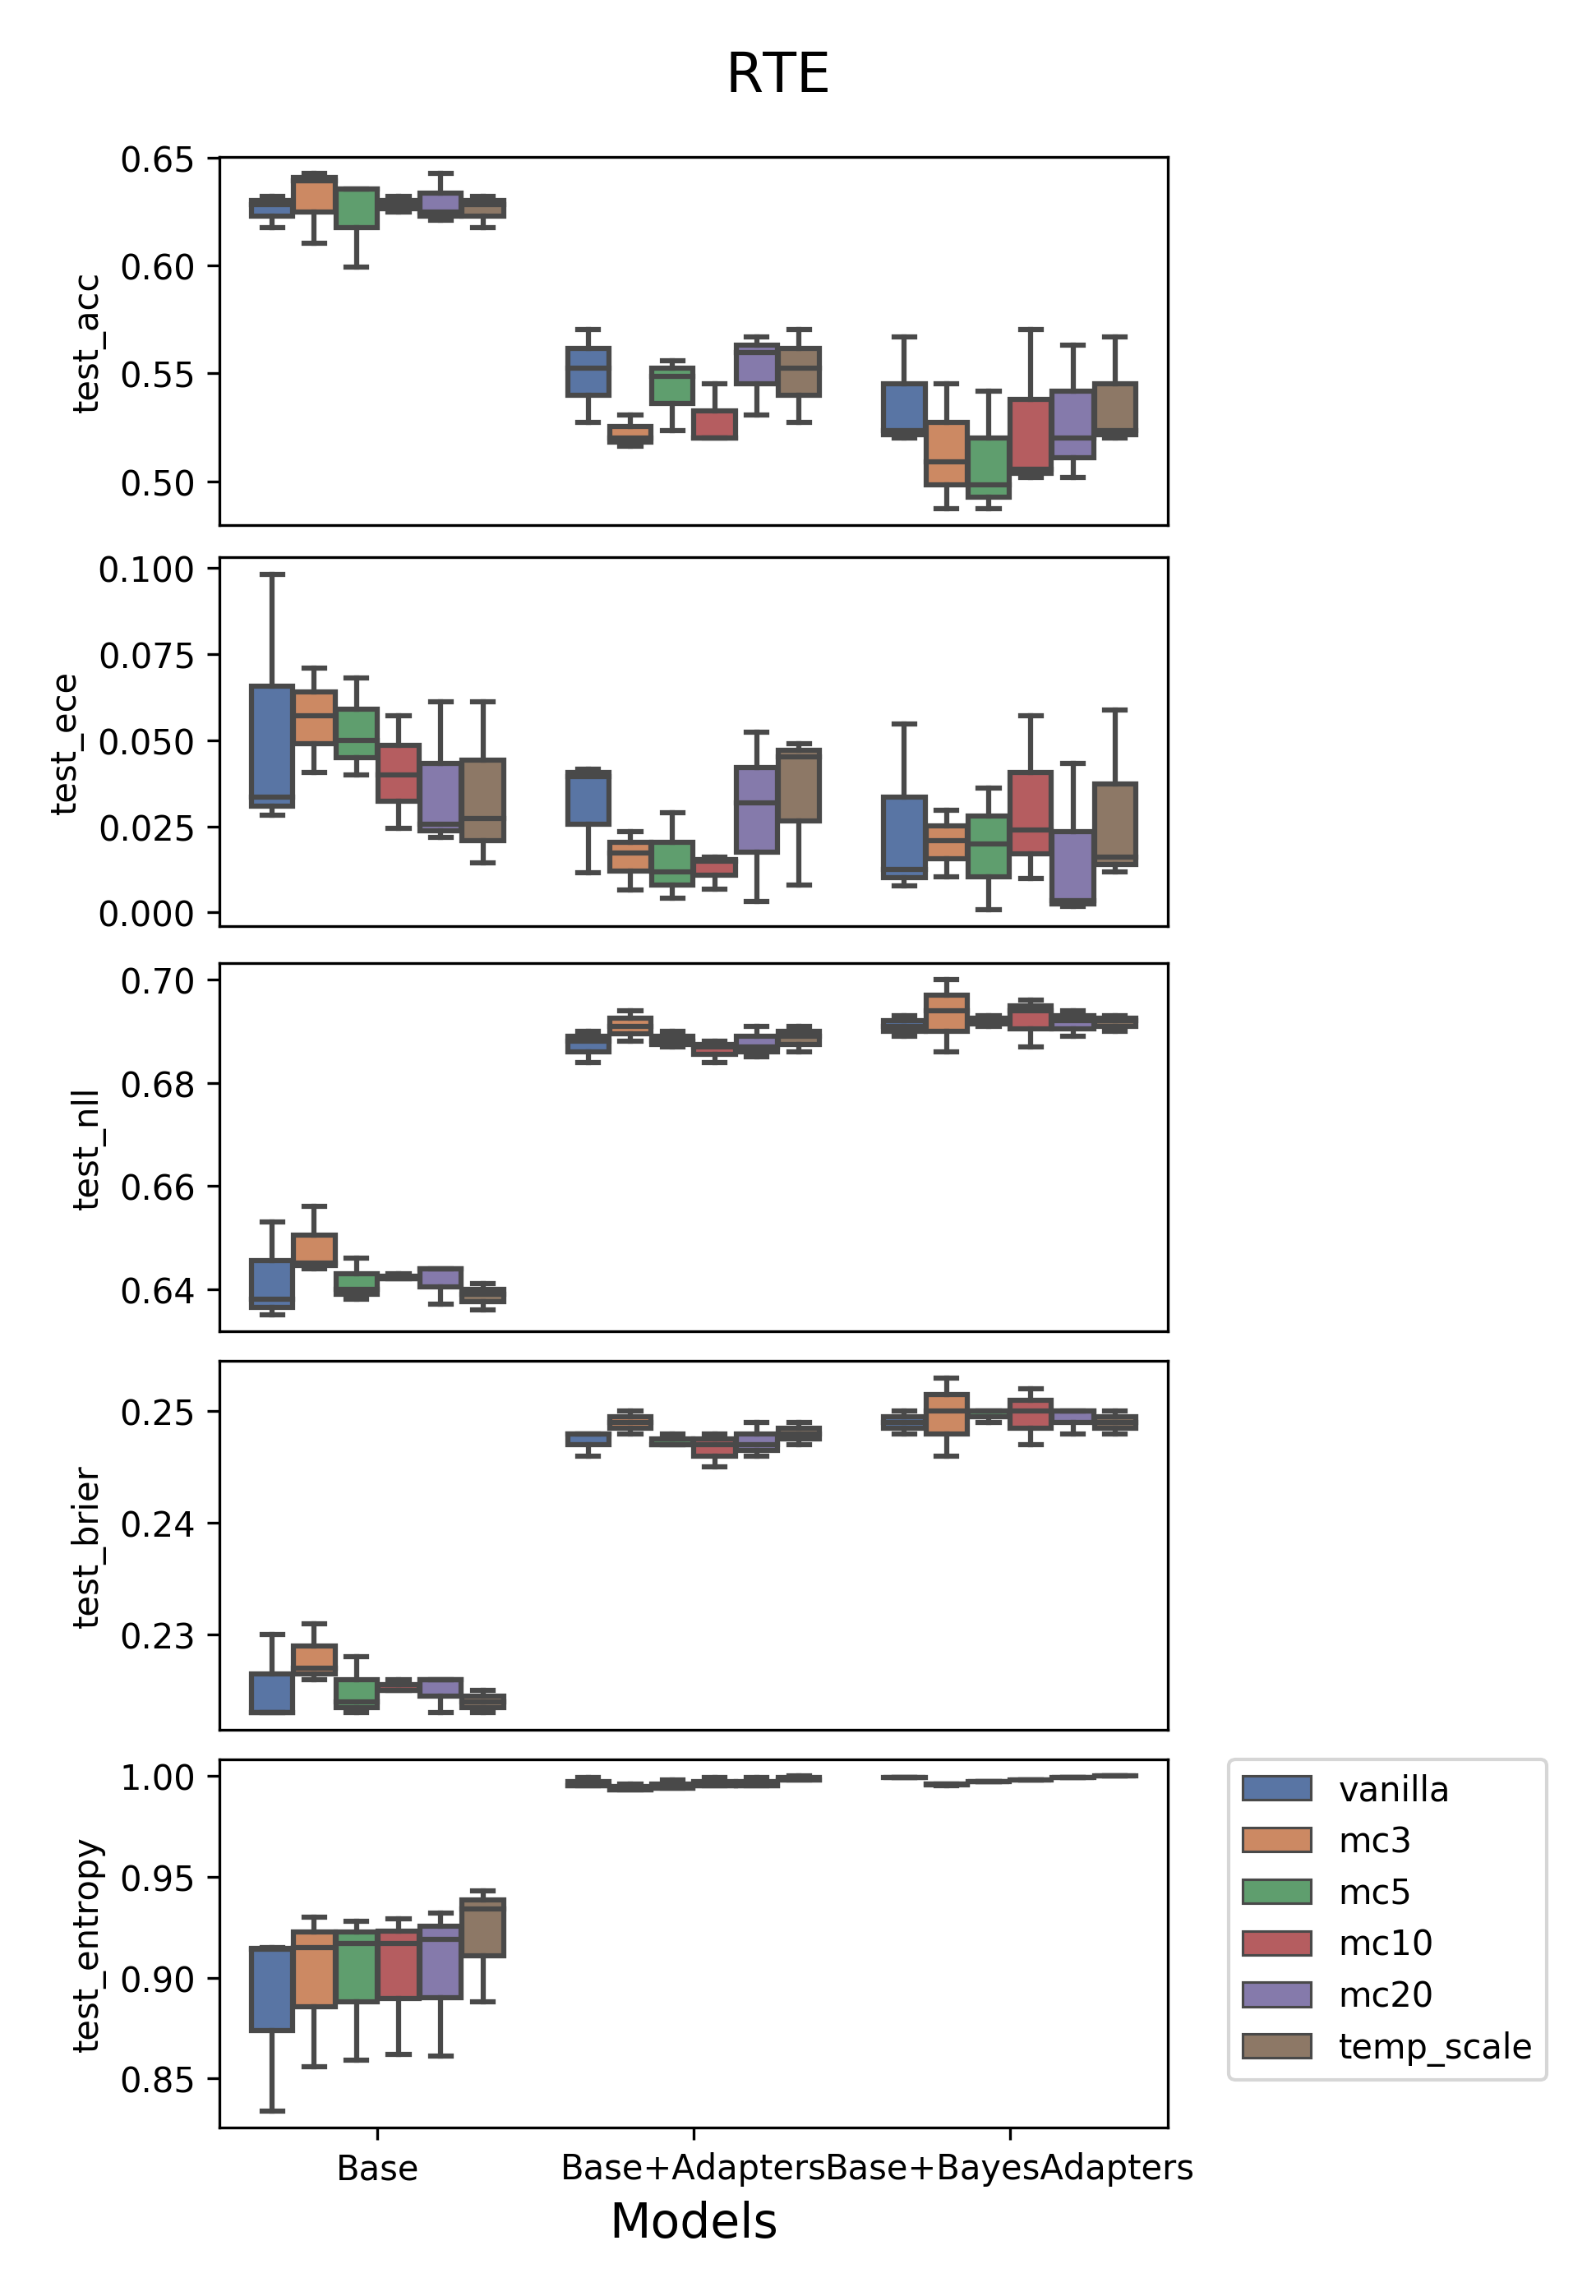 RTE
0.65
0.60
0.55
0.50
test_acc
0.100
0.075
0.050
0.025
0.000
test_ece
0.70
0.68
0.66
0.64
test_nll
0.25
0.24
0.23
test_brier
1.00
0.95
0.90
0.85
test_entropy
vanilla
mc3
mc5
mc10
mc20
temp_scale
Base
Base+Adapters
Base+BayesAdapters
Models